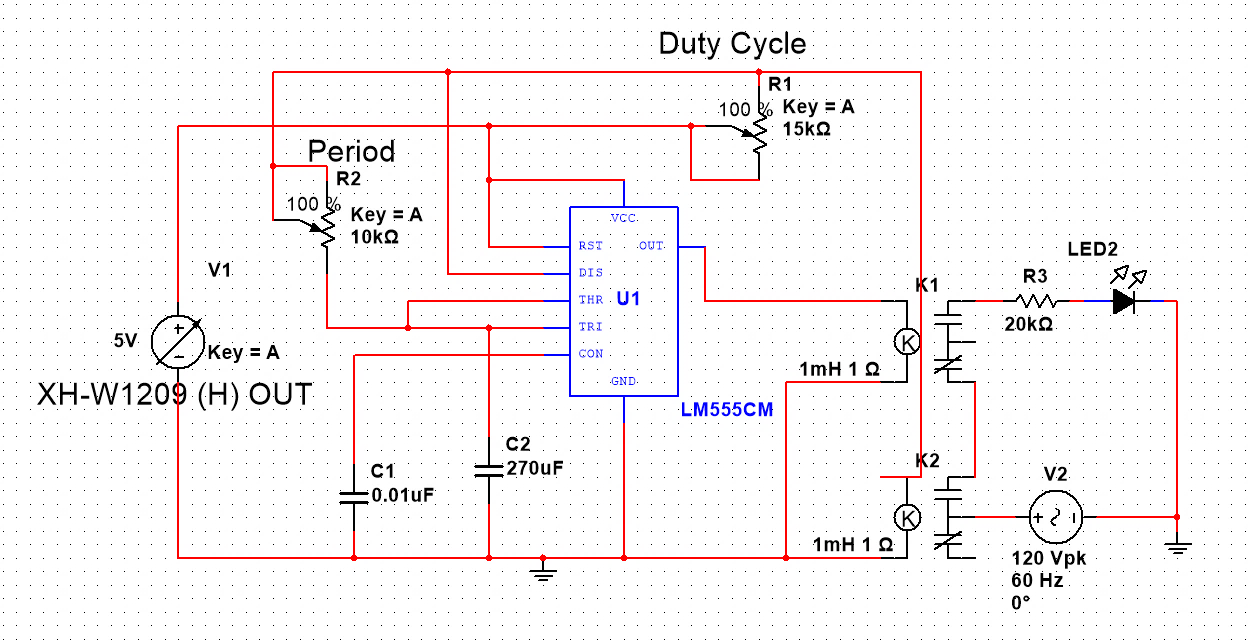 Duty Cycle
R1
100 %
Key = A
15kΩ
Period
R2
100 %
Key = A
10kΩ
VCC
RST
OUT
DIS
THR
U1
TRI
CON
GND
LM555CM
V1
5V
+
−
Key = A
XH-W1209 (H) OUT
LED2
K1
R3
20kΩ
K
1mH 1 Ω
C1
0.01uF
C2
270uF
K2
K
1mH 1 Ω
V2
+
120 Vpk
60 Hz
0°